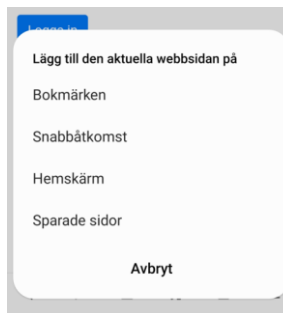 Logga in
Lägg till den aktuella webbsidan på
Bokmärken
Snabbåtkomst
Hemskärm
Sparade sidor
Avbryt